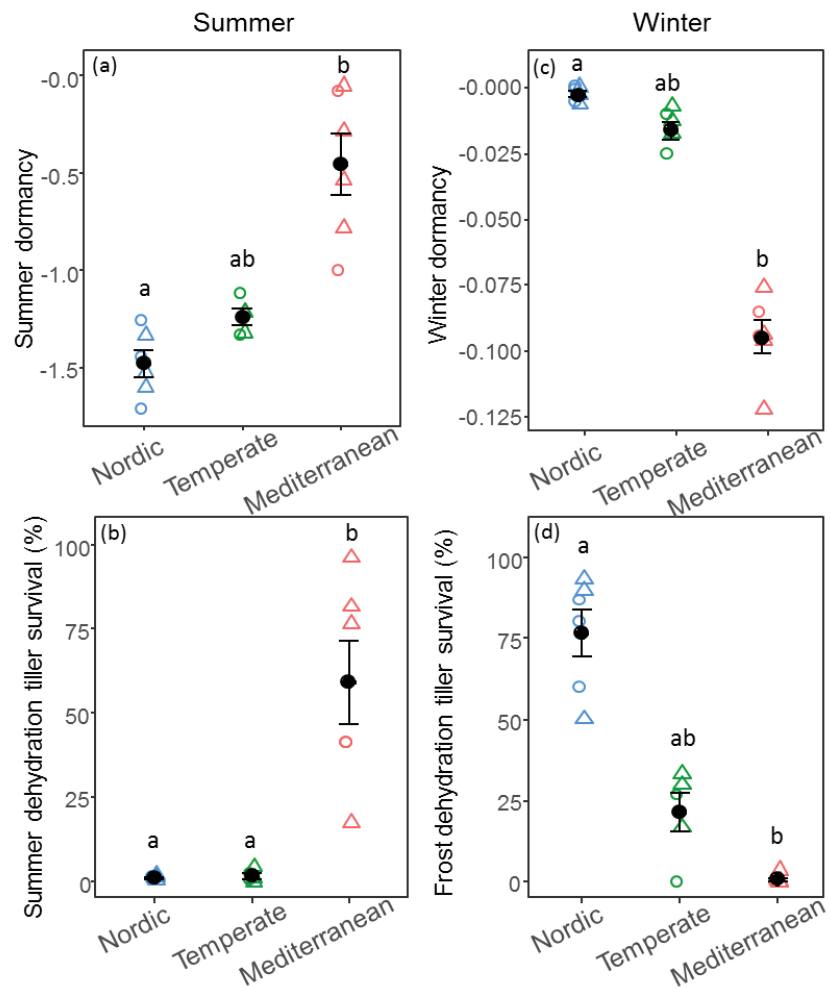 Summer
Winter
(a)
Summer dormancy
-0.0
-0.5
-1.0
-1.5
a
ab
b
Nordic
Temperate
Mediterranean
(c)
Winter dormancy
-0.000
-0.025
-0.050
-0.075
-0.100
-0.125
a
ab
b
Nordic
Temperate
Mediterranean
(b)
Summer dehydration tiller survival (%)
100
75
50
25
0
a
a
b
Nordic
Temperate
Mediterranean
(d)
Frost dehydration tiller survival (%)
100
75
50
25
0
a
ab
b
Nordic
Temperate
Mediterranean